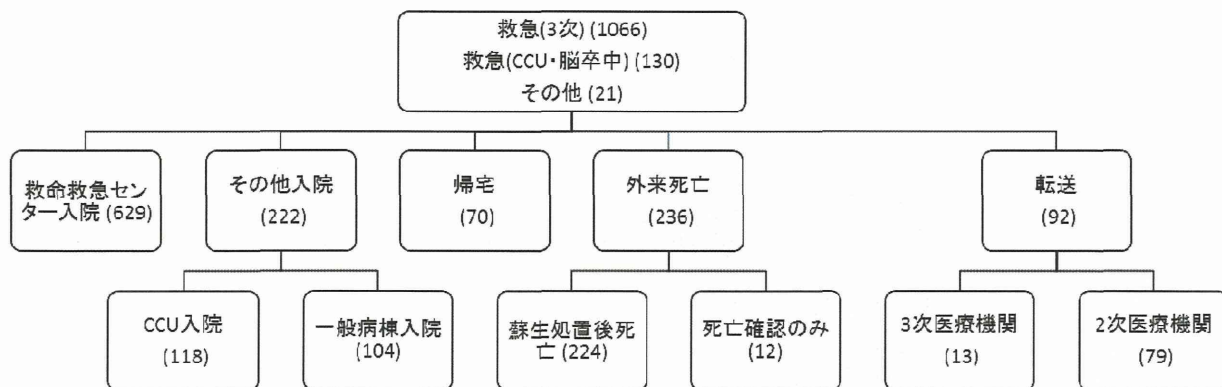 救急(3次) (1066)
救急(CCU・脳卒中) (130)
その他 (21)
救命救急セン
ター入院 (629)
その他入院
(222)
帰宅
(70)
外来死亡
(236)
転送
(92)
CCU入院
(118)
一般病棟入院
(104)
蘇生処置後死
亡 (224)
死亡確認のみ
(12)
3次医療機関
(13)
2次医療機関
(79)